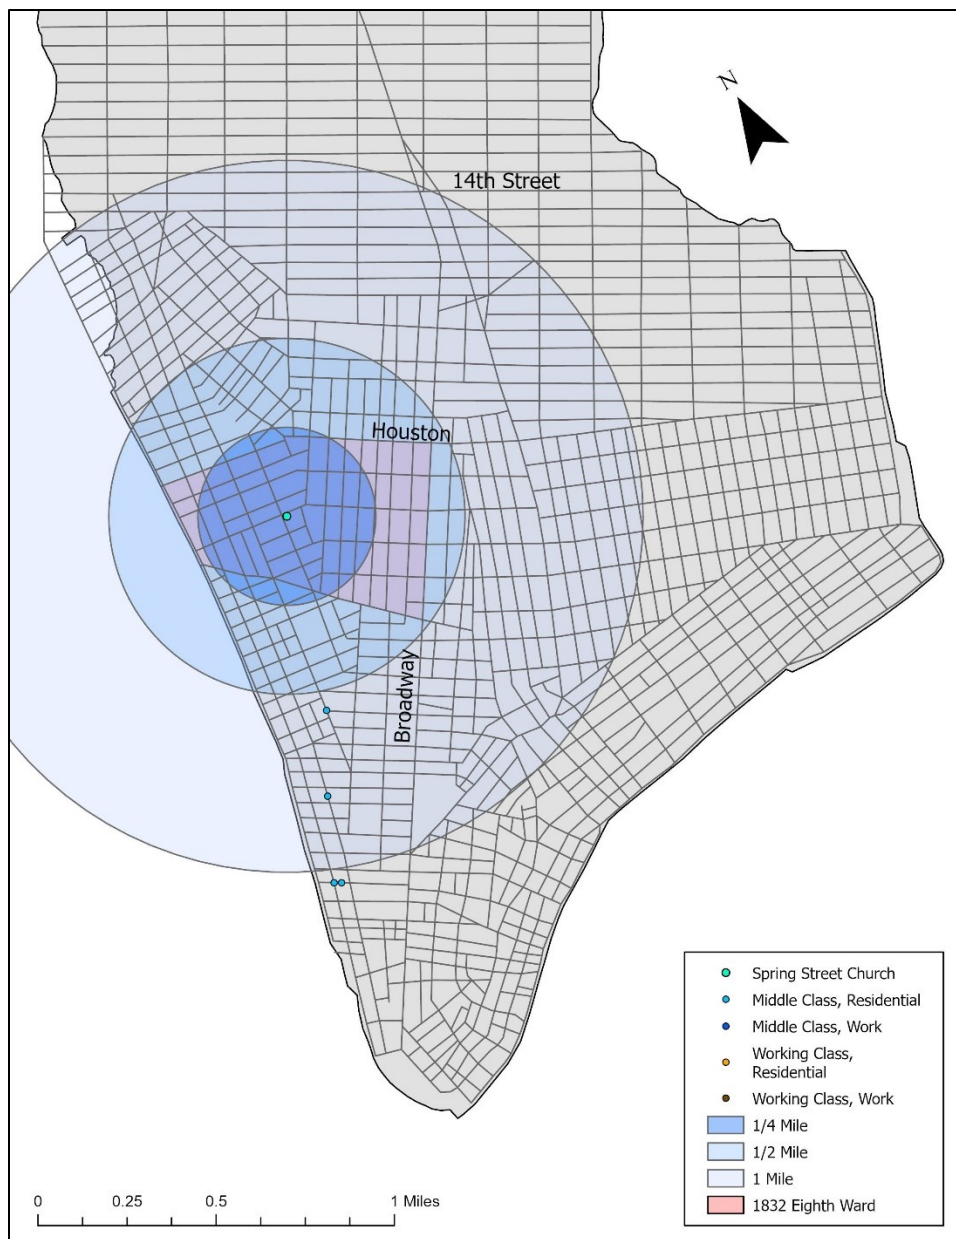 N
14th Street
Houston
Broadway
Spring Street Church
Middle Class, Residential
Middle Class, Work
Working Class,
Residential
Working Class, Work
1/4 Mile
1/2 Mile
1 Mile
1832 Eighth Ward
0 0.25 0.5 1 Miles